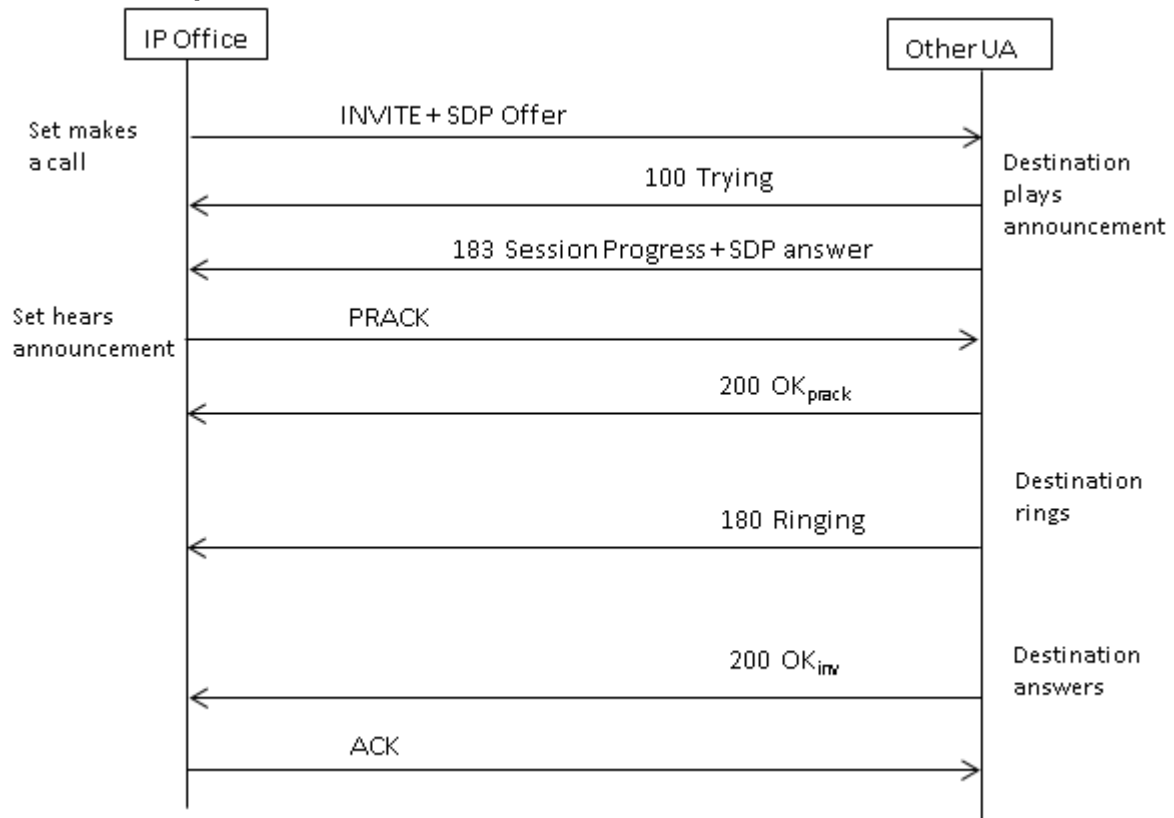 IP Office
Other UA
INVITE + SDP Offer
Set makes
a call
100 Trying
Destination
plays
announcement
183 Session Progress + SDP answer
Set hears
announcement
PRACK
200 OKprack
Destination
rings
180 Ringing
200 OKinv
Destination
answers
ACK